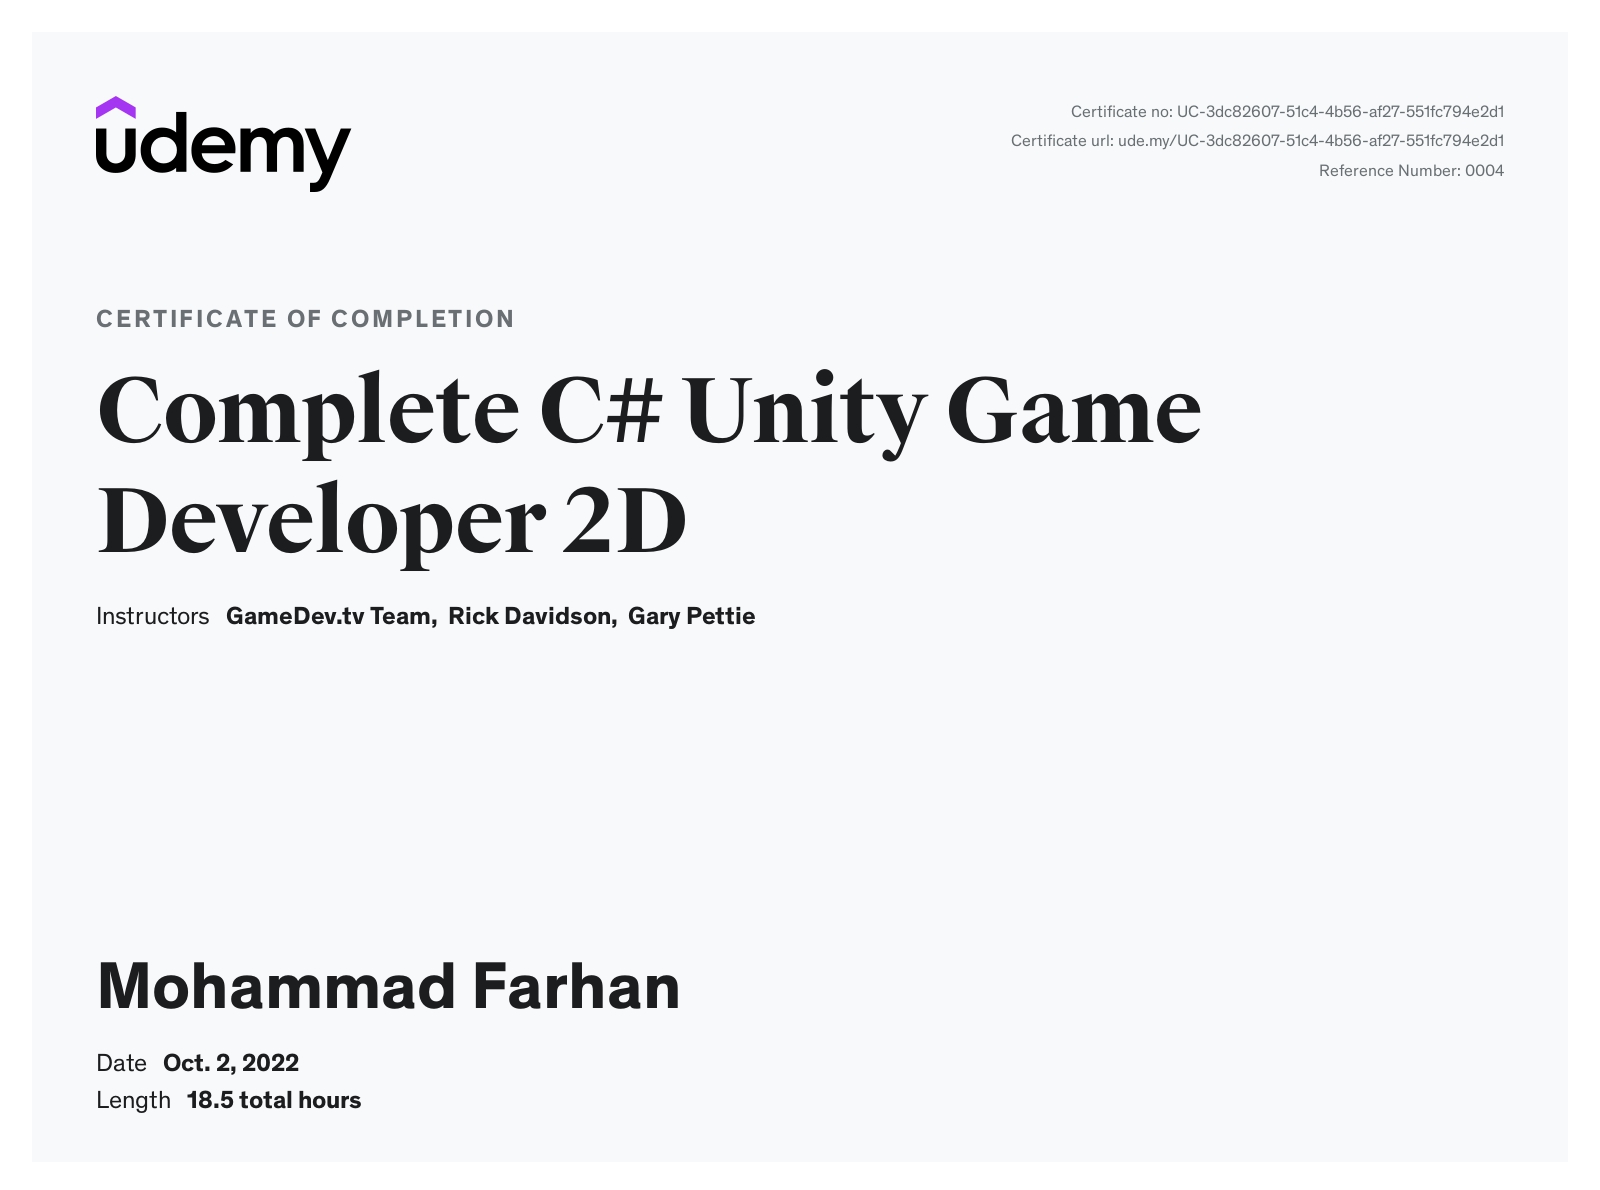 udemy
Certificate no: UC-3dc82607-51c4-4b56-af27-551fc794e2d1
Certificate url: ude.my/UC-3dc82607-51c4-4b56-af27-551fc794e2d1
Reference Number: 0004
CERTIFICATE OF COMPLETION
Complete C# Unity Game
Developer 2D
Instructors GameDev.tv Team, Rick Davidson, Gary Pettie
Mohammad Farhan
Date Oct. 2, 2022
Length 18.5 total hours